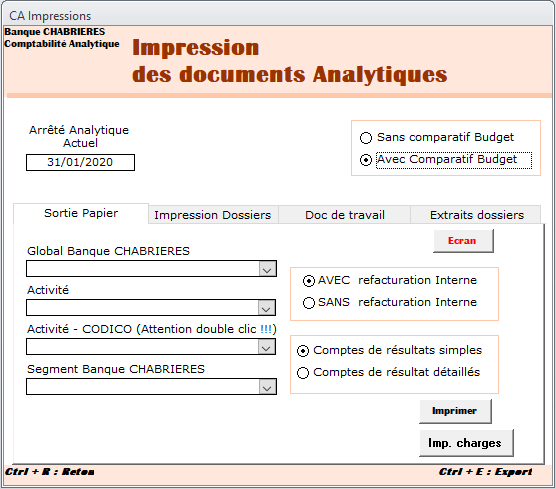 CA Impressions
Banque CHABRIERES
Comptabilité Analytique
Impression
des documents Analytiques
Arrêté Analytique
Actuel
31/01/2020
Sans comparatif Budget
Avec Comparatif Budget
Sortie Papier
Impression Dossiers
Doc de travail
Extraits dossiers
Ecran
Global Banque CHABRIERES
Activité
Activité - CODICO (Attention double clic !!!)
Segment Banque CHABRIERES
AVEC refacturation Interne
SANS refacturation Interne
Comptes de résultats simples
Comptes de résultat détaillés
Imprimer
Imp. charges
Ctrl + R : Retou
Ctrl + E : Export